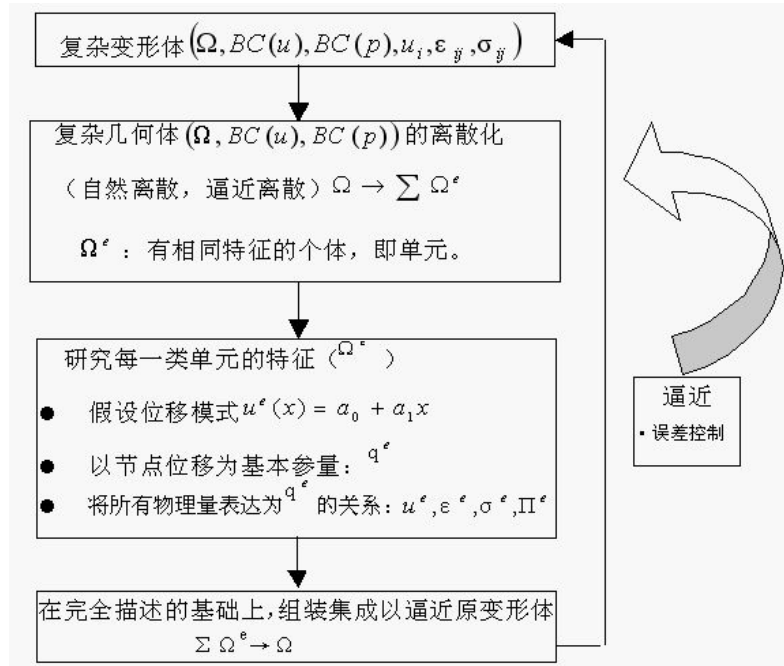 复杂变形体(Ω, BC(u), BC(p), u_i, ε_ij, σ_ij)
复杂几何体(Ω, BC(u), BC(p))的离散化
（自然离散，逼近离散）Ω → ∑ Ω^e
Ω^e：有相同特征的个体，即单元。
研究每一类单元的特征（Ω^e）
● 假设位移模式u^e(x) = a_0 + a_1x
● 以节点位移为基本参量：q^e
● 将所有物理量表达为q^e的关系：u^e, ε^e, σ^e, Π^e
在完全描述的基础上，组装集成以逼近原变形体
Σ Ω^e → Ω
逼近
· 误差控制